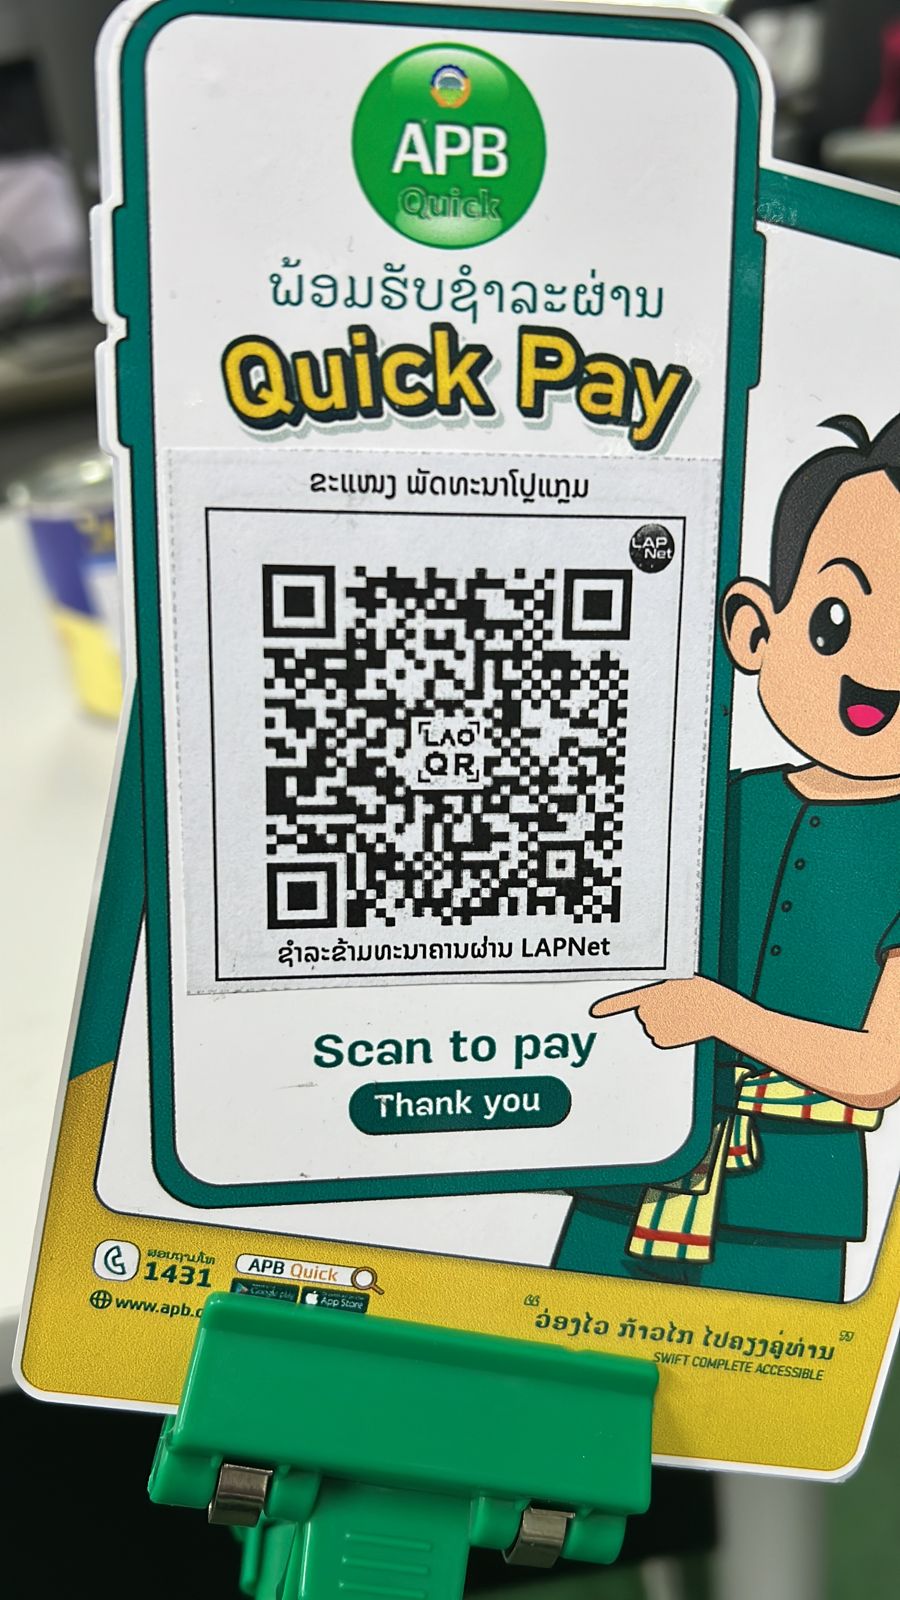 APB
Quick
ພ້ອມຮັບຊຳລະຜ່ານ
Quick Pay
ຂະແໜງ ພັດທະນາໂປຼແກຼມ
LAP
Net
LAO
QR
ຊຳລະຂ້າມທະນາຄານຜ່ານ LAPNet
Scan to pay
Thank you
ສອບຖາມໂທ
1431
APB Quick
Google play
App Store
www.apb.
“ວ່ອງໄວ ກ້າວໄກ ໄປຄຽງຄູ່ທ່ານ”
SWIFT COMPLETE ACCESSIBLE